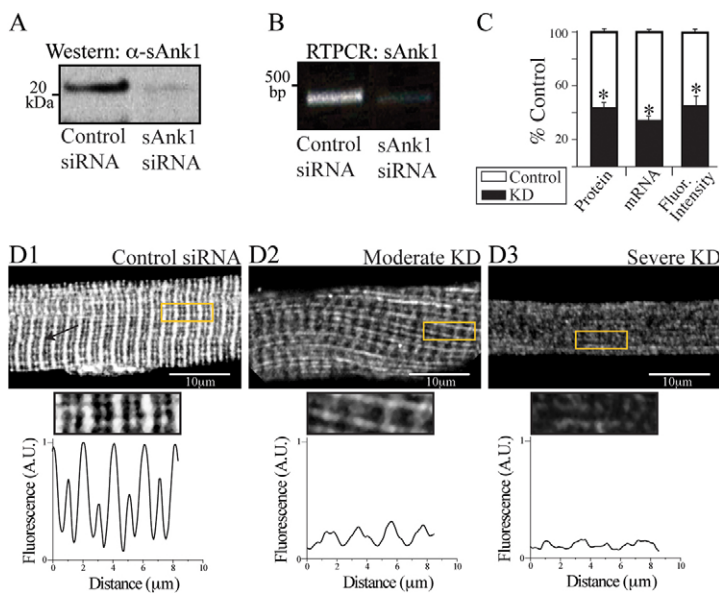 A
Western: α-sAnk1
20
kDa
Control
siRNA
sAnk1
siRNA
B
RTPCR: sAnk1
500
bp
Control
siRNA
sAnk1
siRNA
C
% Control
100
60
20
*
*
*
Control
KD
Protein
mRNA
Fluor.
Intensity
D1
Control siRNA
10µm
Fluorescence (A.U.)
1
0
0 2 4 6 8 10
Distance (µm)
D2
Moderate KD
10µm
Fluorescence (A.U.)
1
0
0 2 4 6 8 10
Distance (µm)
D3
Severe KD
10µm
Fluorescence (A.U.)
1
0
0 2 4 6 8 10
Distance (µm)